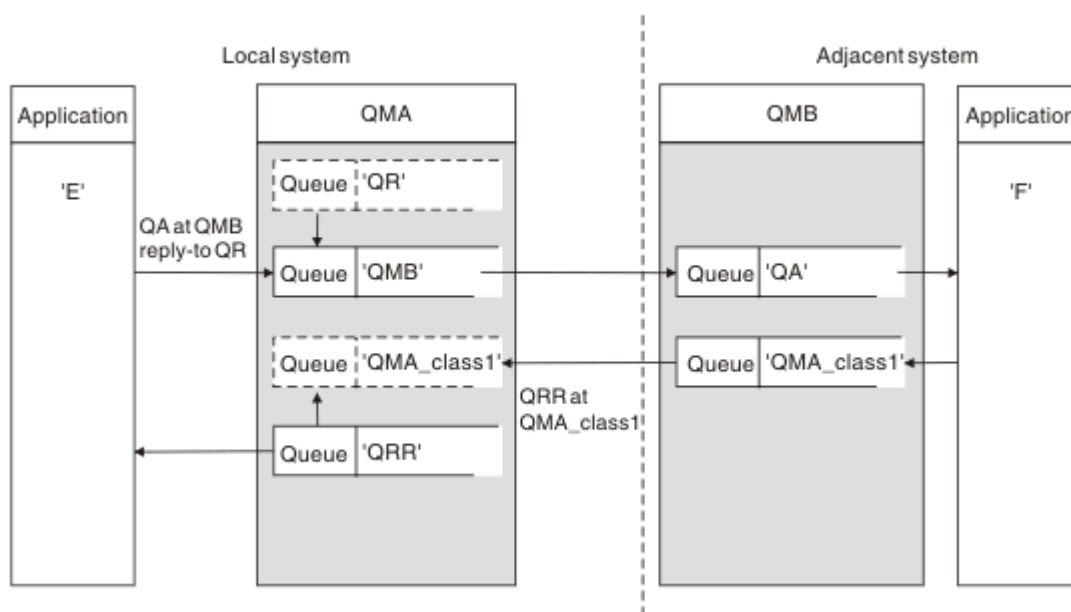 Local system
Adjacent system
Application
QMA
QMB
Application
'E'
Queue 'QR'
'F'
QA at QMB
reply-to QR
Queue 'QMB'
Queue 'QA'
Queue 'QMA_class1'
Queue 'QMA_class1'
QRR at
QMA_class1
Queue 'QRR'